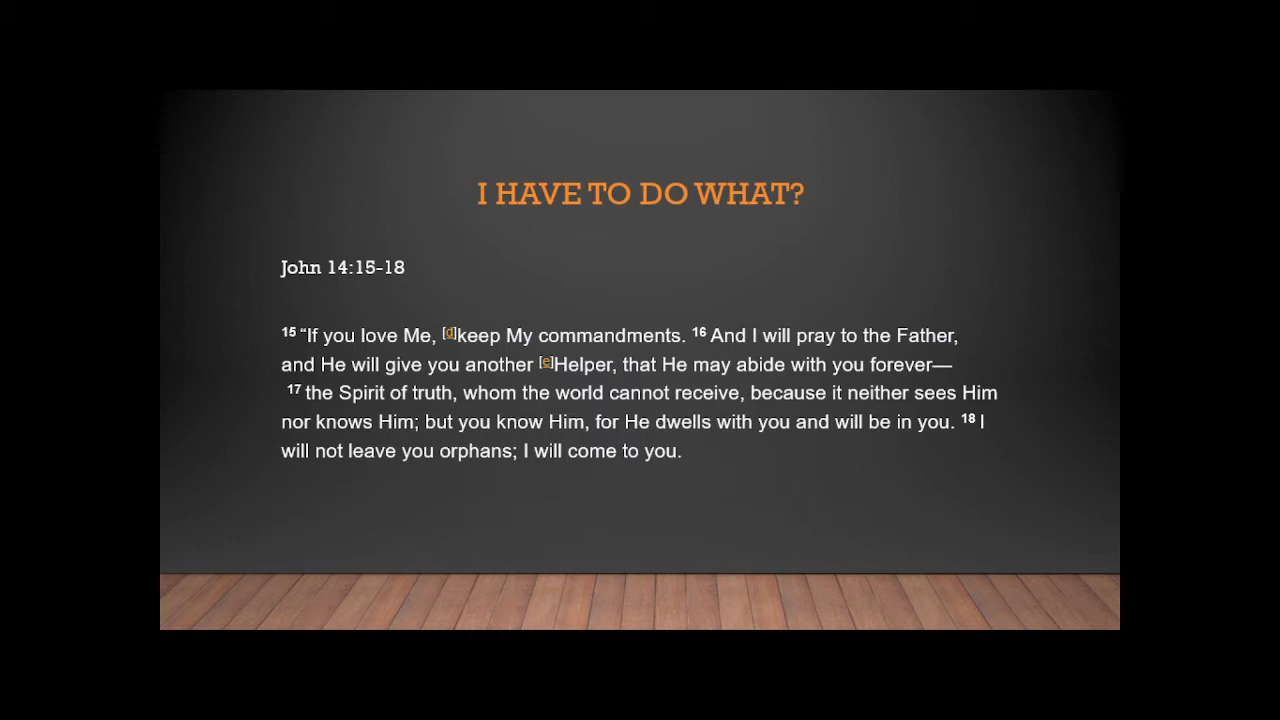 I HAVE TO DO WHAT?
John 14:15-18
15 “If you love Me, [d]keep My commandments. 16 And I will pray to the Father,
and He will give you another [e]Helper, that He may abide with you forever—
17 the Spirit of truth, whom the world cannot receive, because it neither sees Him
nor knows Him; but you know Him, for He dwells with you and will be in you. 18 I
will not leave you orphans; I will come to you.